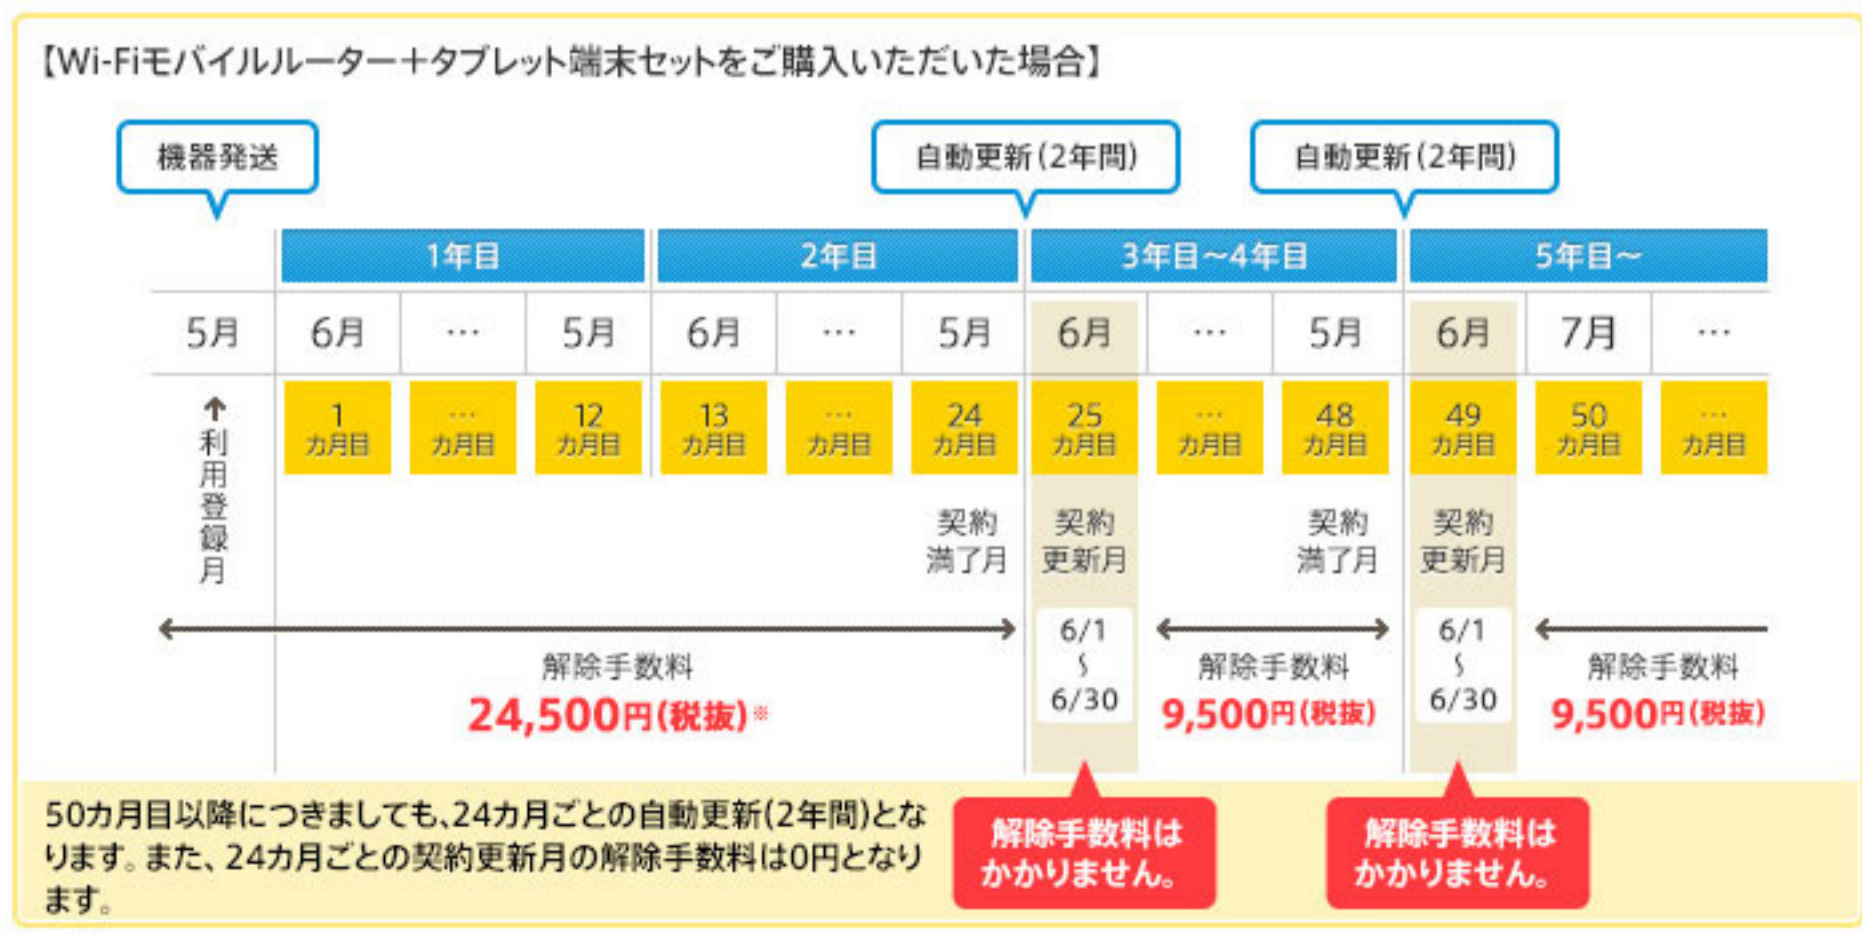 【Wi-Fiモバイルルーター＋タブレット端末セットをご購入いただいた場合】
機器発送
自動更新(2年間)
自動更新(2年間)
1年目
2年目
3年目～4年目
5年目～
5月
6月
…
5月
6月
…
5月
6月
…
5月
6月
7月
…
↑利用登録月
1
カ月目
…
カ月目
12
カ月目
13
カ月目
…
カ月目
24
カ月目
25
カ月目
…
カ月目
48
カ月目
49
カ月目
50
カ月目
…
カ月目
契約
満了月
契約
更新月
契約
満了月
契約
更新月
解除手数料
24,500円(税抜)※
6/1
～
6/30
解除手数料
9,500円(税抜)
6/1
～
6/30
解除手数料
9,500円(税抜)
50カ月目以降につきましても、24カ月ごとの自動更新(2年間)とな
ります。また、24カ月ごとの契約更新月の解除手数料は0円となり
ます。
解除手数料は
かかりません。
解除手数料は
かかりません。